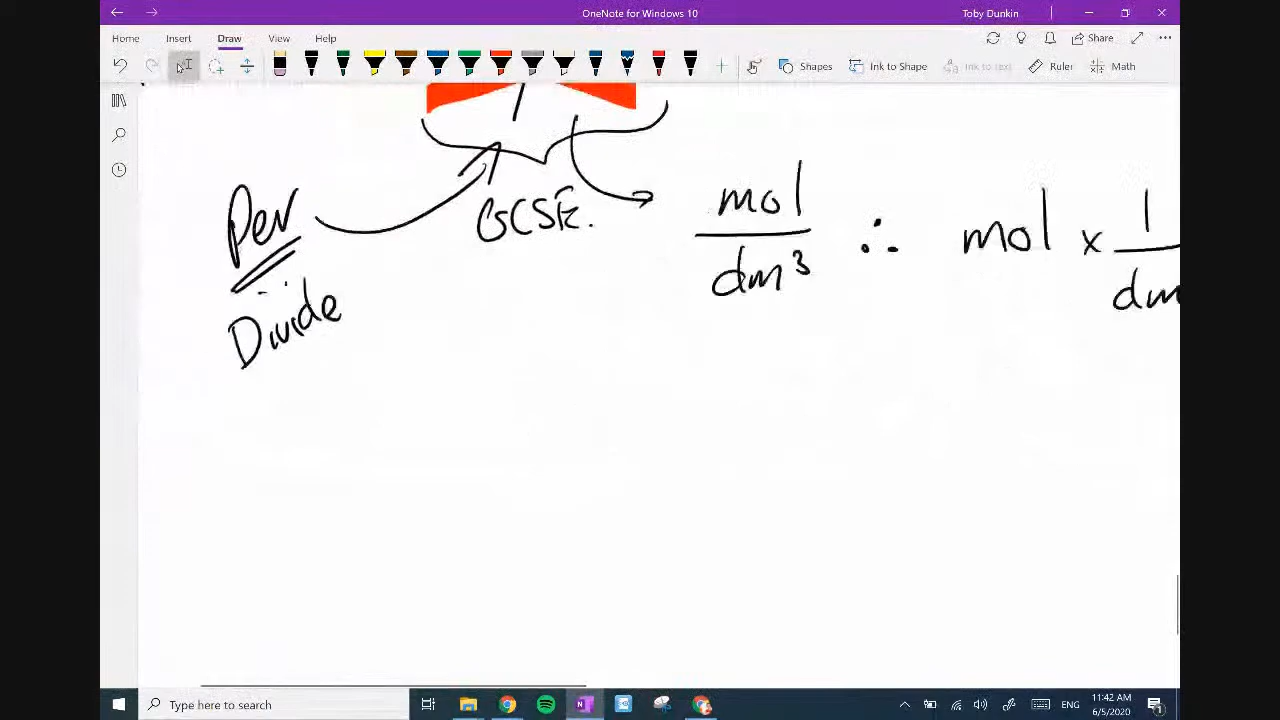 OneNote for Windows 10
Toby Dunkin
Home Insert Draw View Help
Share
Shapes Ink to Shape Ink to Text Ruler Math
Per
Divide
GCSE.
mol
dm³
∴
mol × 1
dm
Type here to search
ENG
11:42 AM
6/5/2020
1